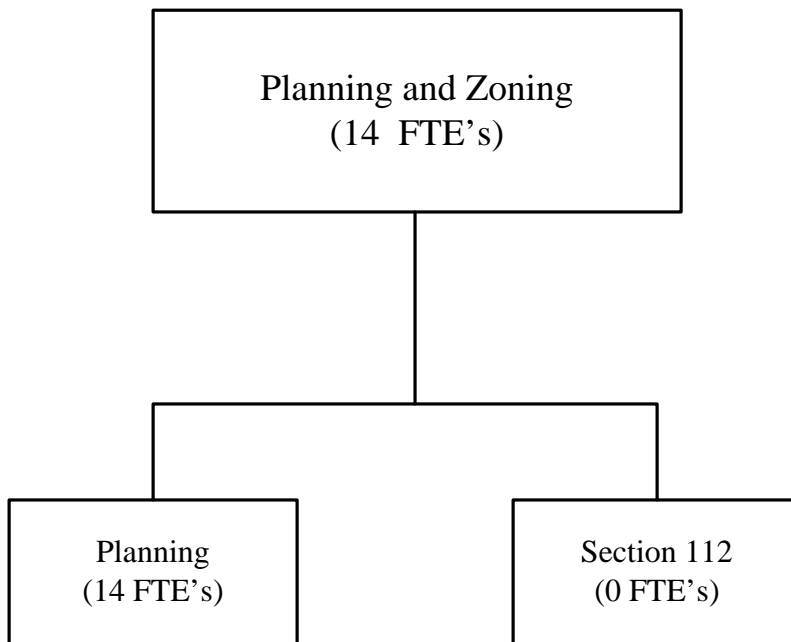 Planning and Zoning
(14  FTE’s)
Planning
(14 FTE’s)
Section 112
(0 FTE’s)